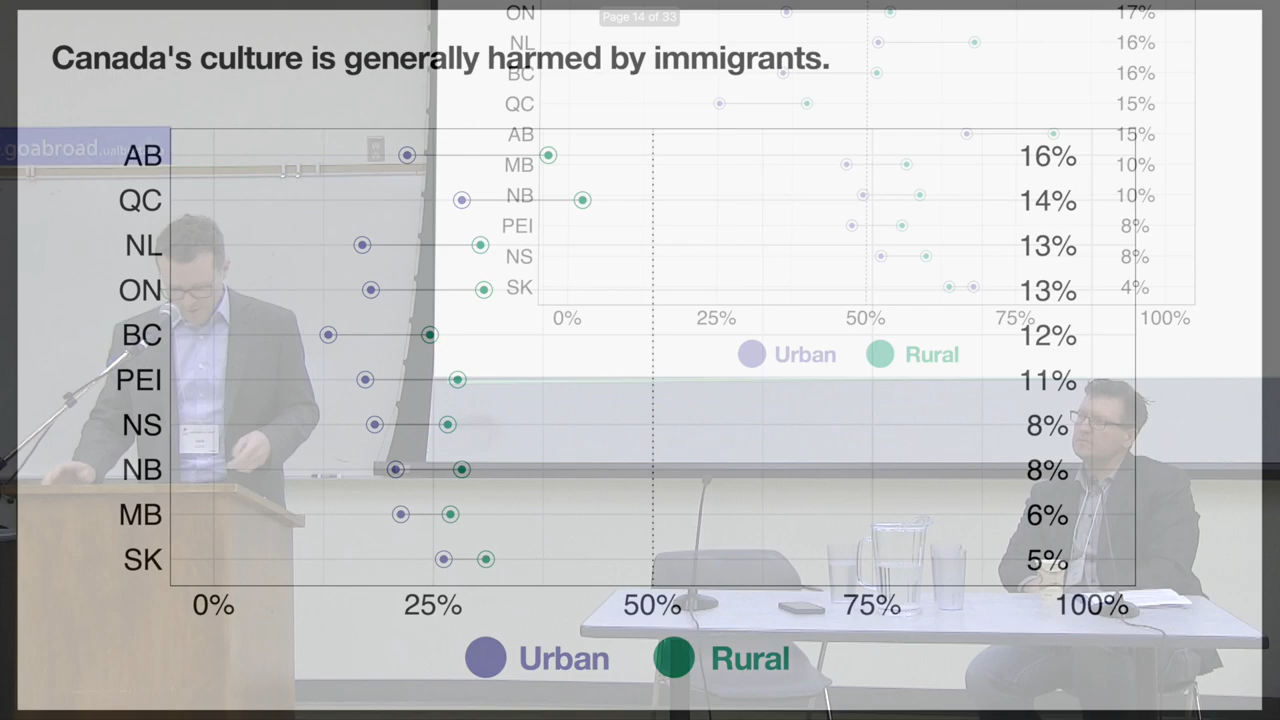 Page 14 of 33
Canada's culture is generally harmed by immigrants.
ON 17%
NL 16%
BC 16%
QC 15%
AB 15%
MB 10%
NB 10%
PEI 8%
NS 8%
SK 4%
0% 25% 50% 75% 100%
Urban Rural
goabroad.ualb
AB 16%
QC 14%
NL 13%
ON 13%
BC 12%
PEI 11%
NS 8%
NB 8%
MB 6%
SK 5%
0% 25% 50% 75% 100%
Urban Rural